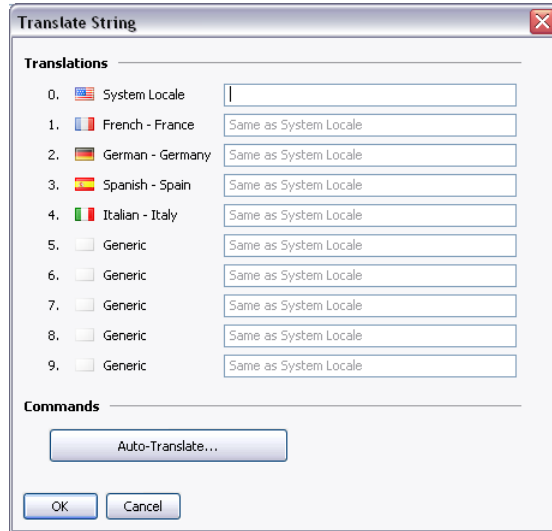 Translate String
Translations
0. System Locale
1. French - France Same as System Locale
2. German - Germany Same as System Locale
3. Spanish - Spain Same as System Locale
4. Italian - Italy Same as System Locale
5. Generic Same as System Locale
6. Generic Same as System Locale
7. Generic Same as System Locale
8. Generic Same as System Locale
9. Generic Same as System Locale
Commands
Auto-Translate...
OK Cancel